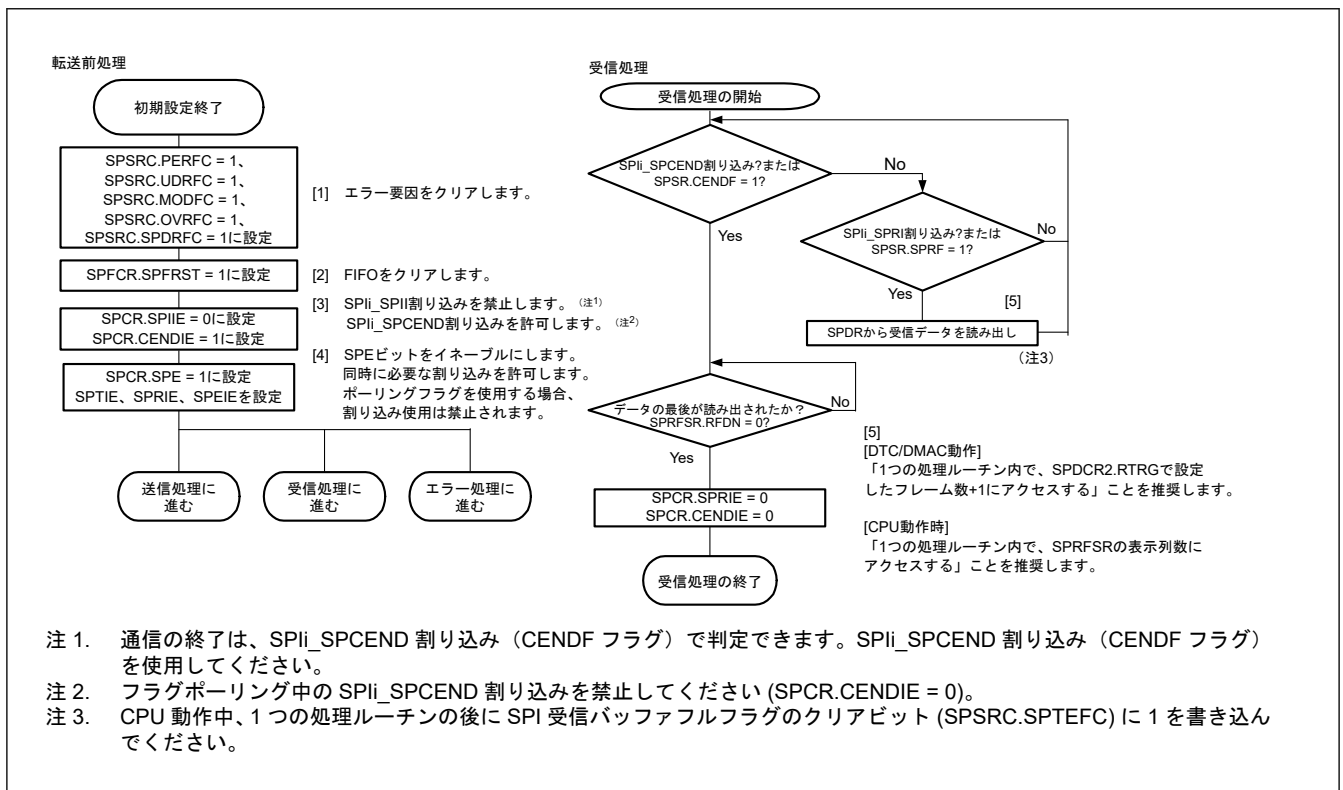 転送前処理
初期設定終了
SPSRC.PERFC = 1、
SPSRC.UDRFC = 1、
SPSRC.MODFC = 1、
SPSRC.OVRFC = 1、
SPSRC.SPDRFC = 1に設定
[1] エラー要因をクリアします。
SPFCR.SPFRST = 1に設定
[2] FIFOをクリアします。
SPCR.SPIIE = 0に設定
SPCR.CENDIE = 1に設定
[3] SPIi_SPII割り込みを禁止します。（注1）
SPIi_SPCEND割り込みを許可します。（注2）
SPCR.SPE = 1に設定
SPTIE、SPRIE、SPEIEを設定
[4] SPEビットをイネーブルにします。
同時に必要な割り込みを許可します。
ポーリングフラグを使用する場合、
割り込み使用は禁止されます。
送信処理に
進む
受信処理に
進む
エラー処理に
進む
受信処理
受信処理の開始
SPIi_SPCEND割り込み?または
SPSR.CENDF = 1?
No
Yes
SPIi_SPRI割り込み?または
SPSR.SPRF = 1?
No
Yes
[5]
SPDRから受信データを読み出し
（注3）
データの最後が読み出されたか？
SPRFSR.RFDN = 0?
No
Yes
SPCR.SPRIE = 0
SPCR.CENDIE = 0
受信処理の終了
[5]
[DTC/DMAC動作]
「1つの処理ルーチン内で、SPDCR2.RTRGで設定
したフレーム数+1にアクセスする」ことを推奨します。
[CPU動作時]
「1つの処理ルーチン内で、SPRFSRの表示列数に
アクセスする」ことを推奨します。
注 1. 通信の終了は、SPIi_SPCEND 割り込み（CENDF フラグ）で判定できます。SPIi_SPCEND 割り込み（CENDF フラグ）
を使用してください。
注 2. フラグポーリング中の SPIi_SPCEND 割り込みを禁止してください (SPCR.CENDIE = 0)。
注 3. CPU 動作中、1 つの処理ルーチンの後に SPI 受信バッファフルフラグのクリアビット (SPSRC.SPTEFC) に 1 を書き込ん
でください。